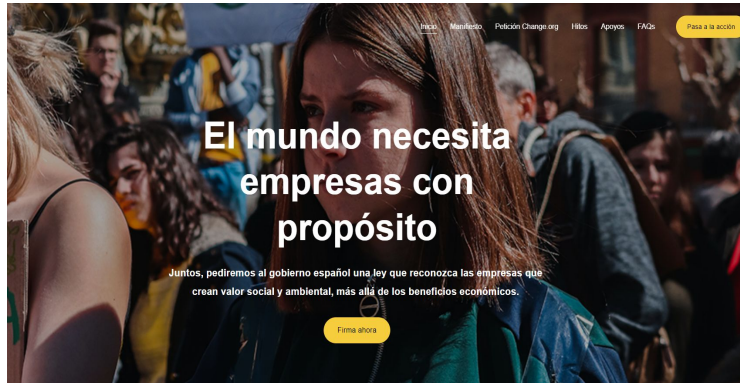 Inicio Manifiesto Petición Change.org Hitos Apoyos FAQs Pasa a la acción
El mundo necesita
empresas con
propósito
Juntos, pediremos al gobierno español una ley que reconozca las empresas que
crean valor social y ambiental, más allá de los beneficios económicos.
Firma ahora